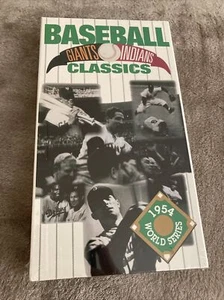 BASEBALL
GIANTS INDIANS
CLASSICS
1954
WORLD SERIES